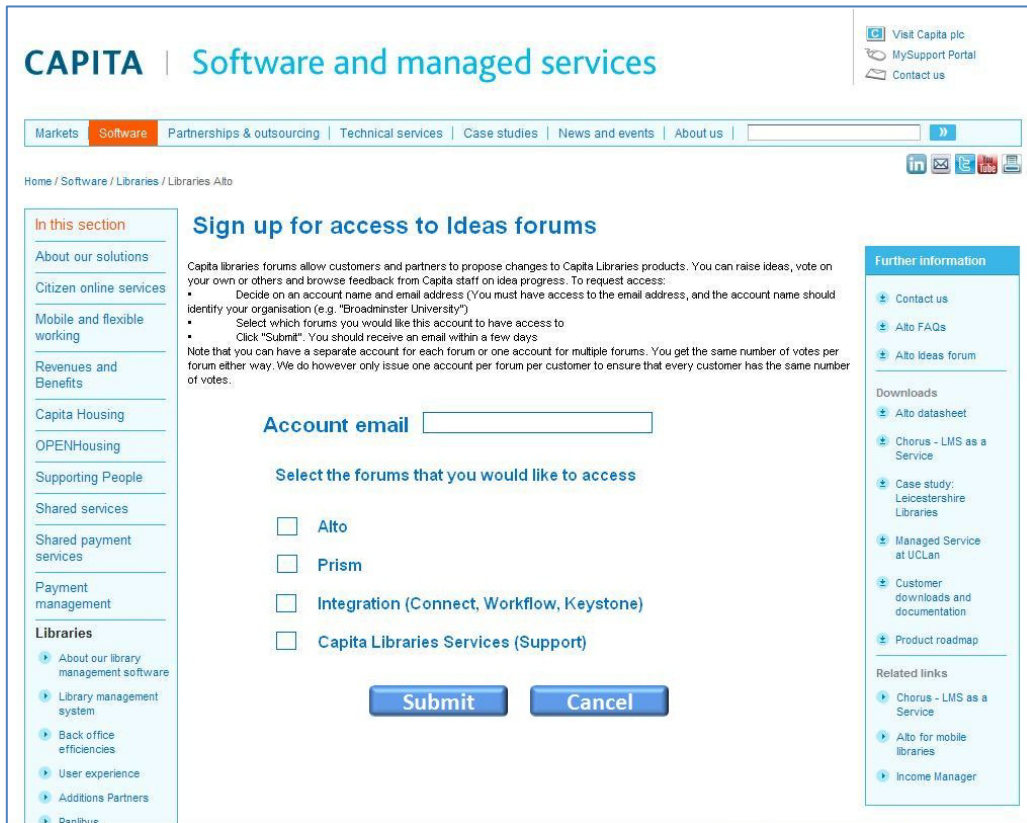 CAPITA | Software and managed services
Visit Capita plc
MySupport Portal
Contact us
Markets | Software Partnerships & outsourcing | Technical services | Case studies | News and events | About us |
Home / Software / Libraries / Libraries Alto
In this section
About our solutions
Citizen online services
Mobile and flexible
working
Revenues and
Benefits
Capita Housing
OPENHousing
Supporting People
Shared services
Shared payment
services
Payment
management
Libraries
About our library
management software
Library management
system
Back office
efficiencies
User experience
Additions Partners
Panlibus
Sign up for access to Ideas forums
Capita libraries forums allow customers and partners to propose changes to Capita Libraries products. You can raise ideas, vote on
your own or others and browse feedback from Capita staff on idea progress. To request access:
▪ Decide on an account name and email address (You must have access to the email address, and the account name should
identify your organisation (e.g. "Broadminster University")
▪ Select which forums you would like this account to have access to
▪ Click "Submit". You should receive an email within a few days
Note that you can have a separate account for each forum or one account for multiple forums. You get the same number of votes per
forum either way. We do however only issue one account per forum per customer to ensure that every customer has the same number
of votes.
Account email
Select the forums that you would like to access
Alto
Prism
Integration (Connect, Workflow, Keystone)
Capita Libraries Services (Support)
Submit
Cancel
Further information
Contact us
Alto FAQs
Alto Ideas forum
Downloads
Alto datasheet
Chorus - LMS as a
Service
Case study:
Leicestershire
Libraries
Managed Service
at UCLan
Customer
downloads and
documentation
Product roadmap
Related links
Chorus - LMS as a
Service
Alto for mobile
libraries
Income Manager